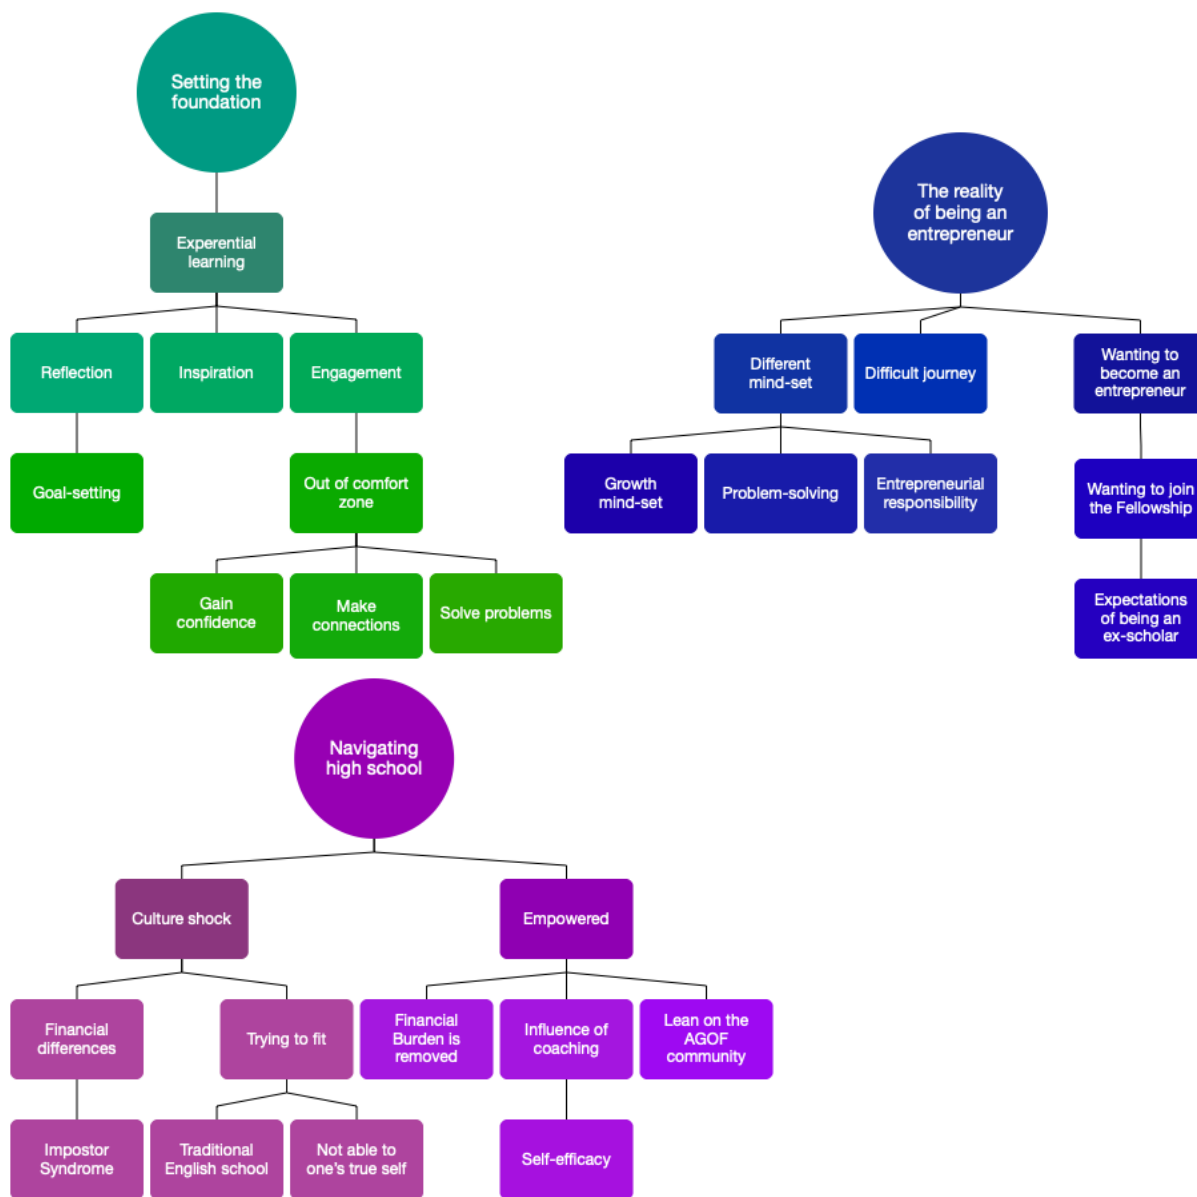 Setting the
foundation
Experential
learning
Reflection
Inspiration
Engagement
Goal-setting
Out of comfort
zone
Gain
confidence
Make
connections
Solve problems
The reality
of being an
entrepreneur
Different
mind-set
Difficult journey
Wanting to
become an
entrepreneur
Growth
mind-set
Problem-solving
Entrepreneurial
responsibility
Wanting to join
the Fellowship
Expectations
of being an
ex-scholar
Navigating
high school
Culture shock
Empowered
Financial
differences
Trying to fit
Financial
Burden is
removed
Influence of
coaching
Lean on the
AGOF
community
Impostor
Syndrome
Traditional
English school
Not able to
one's true self
Self-efficacy